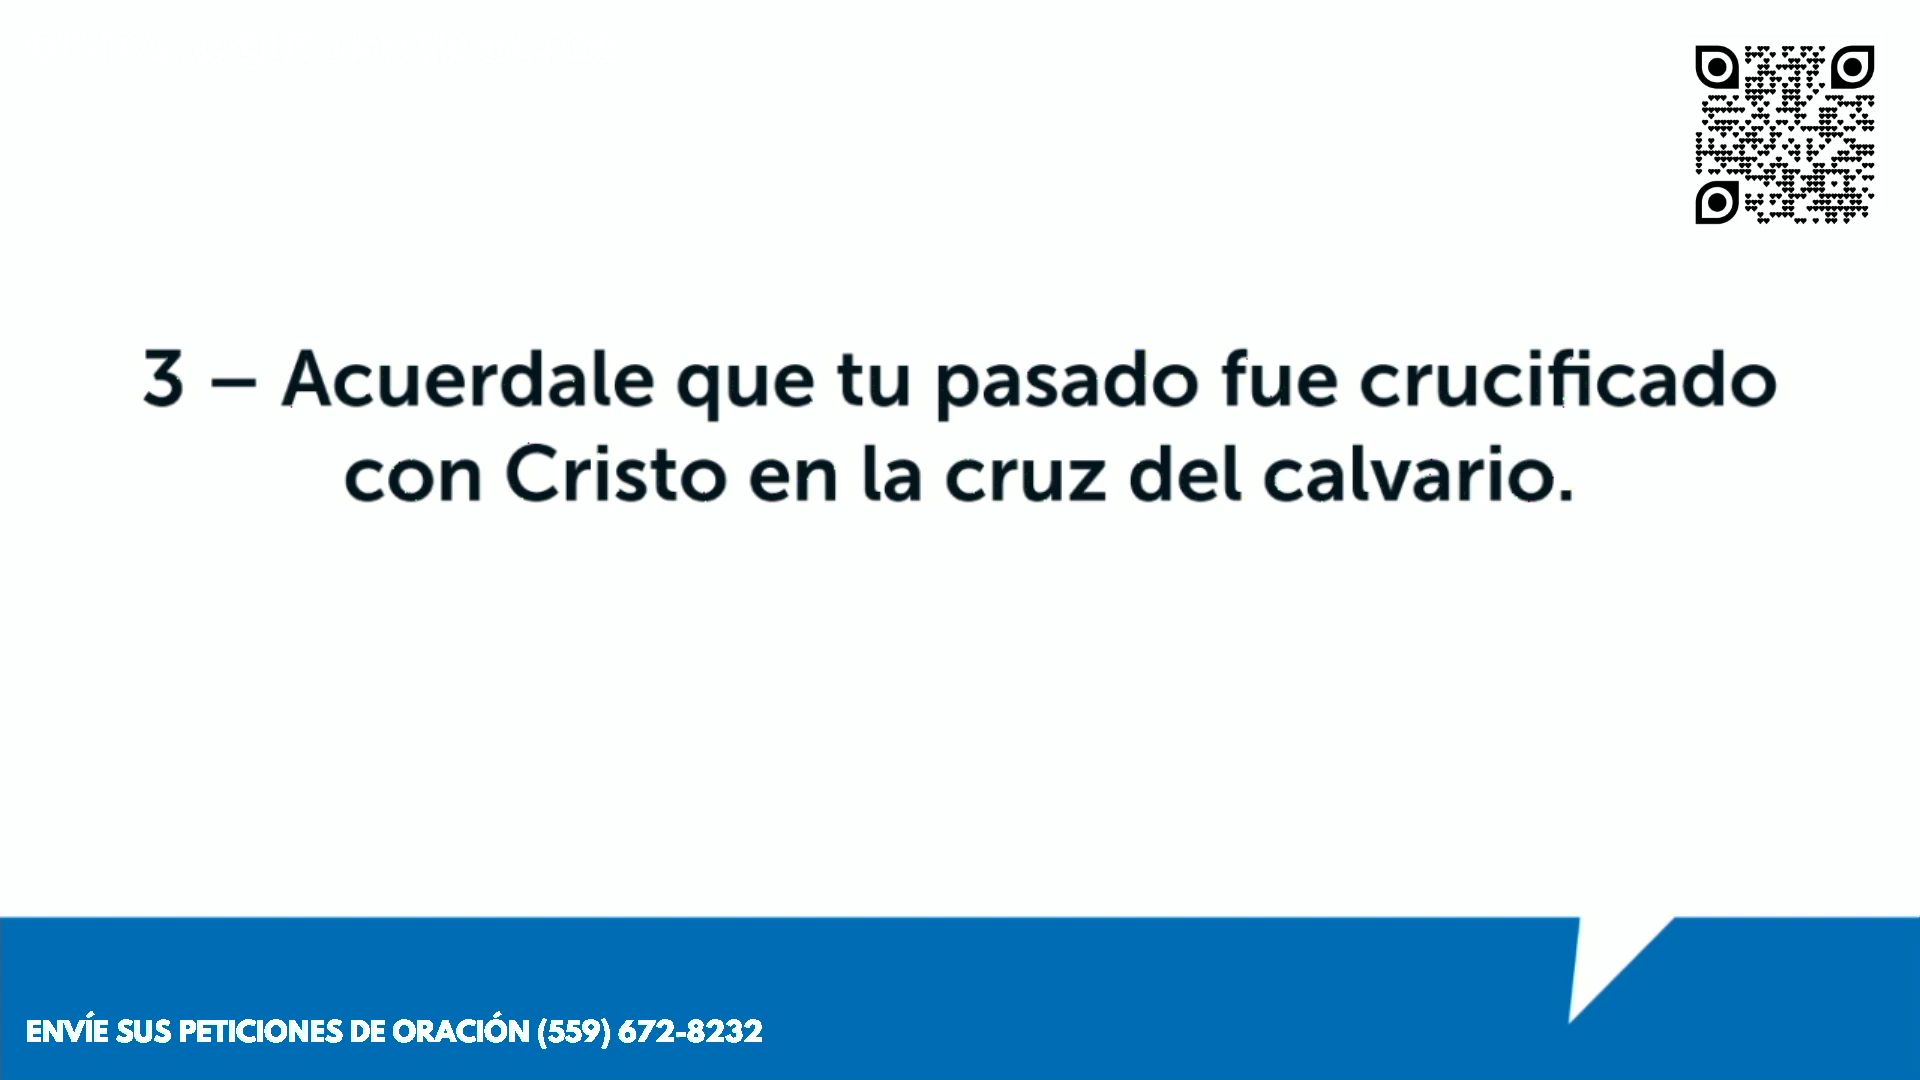 3 – Acuerdale que tu pasado fue crucificado
con Cristo en la cruz del calvario.
ENVÍE SUS PETICIONES DE ORACIÓN (559) 672-8232